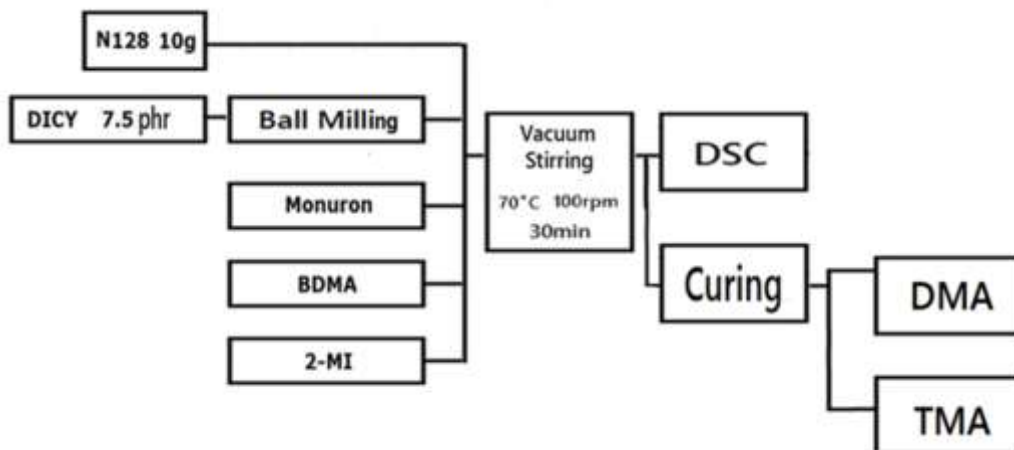 N128 10g
DICY 7.5 phr
Ball Milling
Monuron
BDMA
2-MI
Vacuum
Stirring
70°C 100rpm
30min
DSC
Curing
DMA
TMA